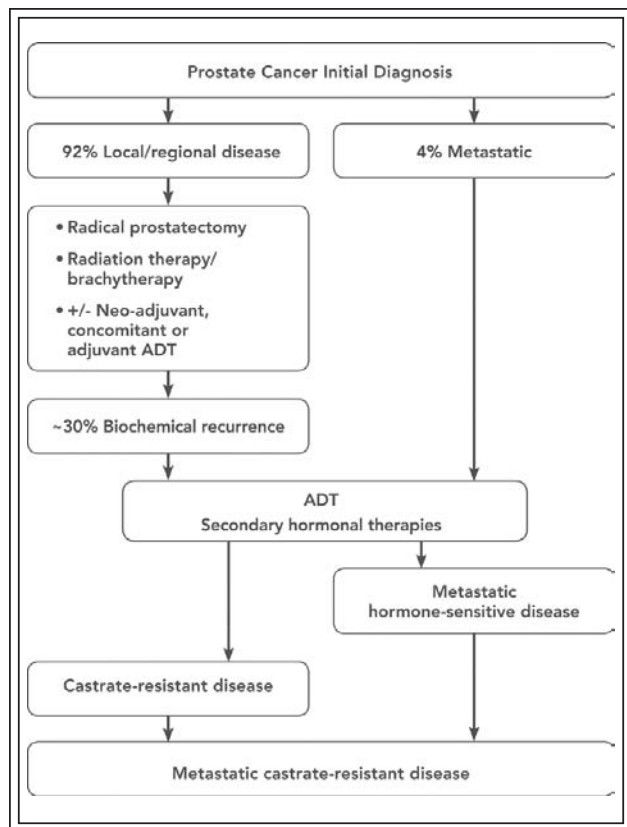 Prostate Cancer Initial Diagnosis
92% Local/regional disease
4% Metastatic
• Radical prostatectomy
• Radiation therapy/
brachytherapy
• +/- Neo-adjuvant,
concomitant or
adjuvant ADT
~30% Biochemical recurrence
ADT
Secondary hormonal therapies
Metastatic
hormone-sensitive disease
Castrate-resistant disease
Metastatic castrate-resistant disease